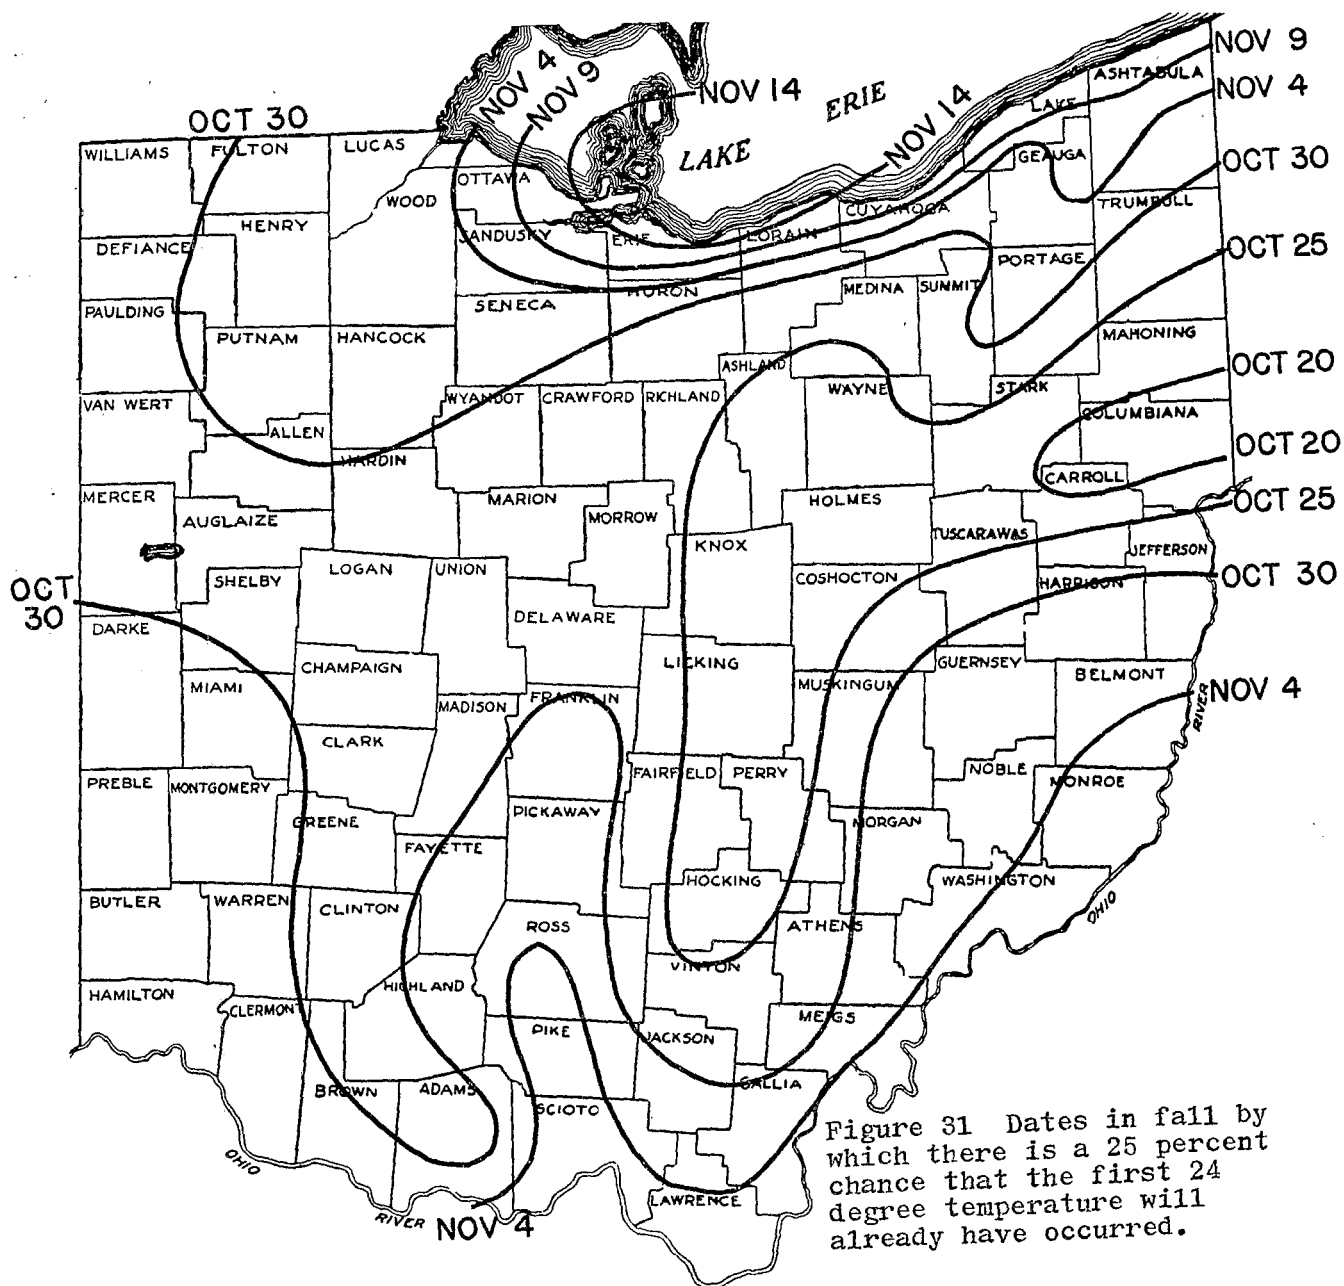 NOV 9
NOV 4
NOV 9
ASHTABULA
NOV 4
NOV 14
ERIE
LAKE
NOV 14
OCT 30
LAKE
WILLIAMS
FULTON
LUCAS
GEAUGA
OCT 30
OTTAWA
WOOD
TRUMBULL
CUYAHOGA
HENRY
SANDUSKY
ERIE
LORAIN
DEFIANCE
OCT 25
PORTAGE
SENECA
HURON
MEDINA
SUMMIT
PAULDING
PUTNAM
HANCOCK
MAHONING
ASHLAND
OCT 20
VAN WERT
WYANDOT
CRAWFORD
RICHLAND
WAYNE
STARK
COLUMBIANA
ALLEN
OCT 20
HARDIN
CARROLL
MERCER
MARION
HOLMES
OCT 25
AUGLAIZE
MORROW
TUSCARAWAS
KNOX
JEFFERSON
LOGAN
UNION
COSHOCTON
SHELBY
HARRISON
OCT 30
OCT
30
DARKE
DELAWARE
CHAMPAIGN
LICKING
GUERNSEY
BELMONT
MIAMI
MUSKINGUM
NOV 4
FRANKLIN
MADISON
RIVER
CLARK
PREBLE
MONTGOMERY
FAIRFIELD
PERRY
NOBLE
MONROE
PICKAWAY
GREENE
MORGAN
FAYETTE
HOCKING
WASHINGTON
BUTLER
WARREN
CLINTON
OHIO
ROSS
ATHENS
VINTON
HAMILTON
HIGHLAND
CLERMONT
MEIGS
PIKE
JACKSON
BROWN
ADAMS
GALLIA
SCIOTO
OHIO
LAWRENCE
RIVER
NOV 4
Figure 31 Dates in fall by
which there is a 25 percent
chance that the first 24
degree temperature will
already have occurred.